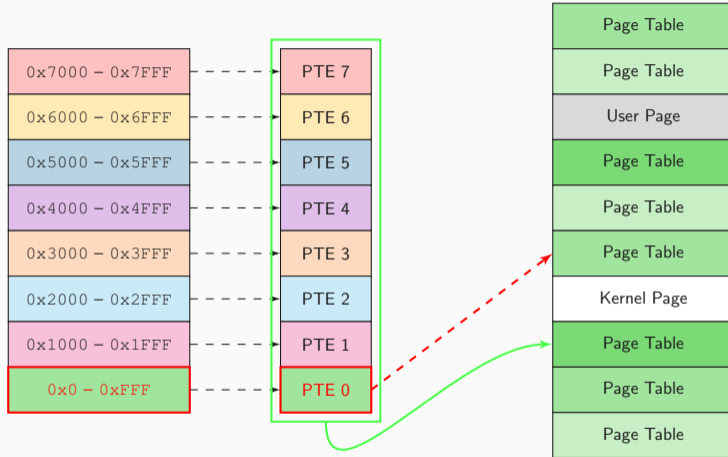 0x7000 – 0x7FFF
0x6000 – 0x6FFF
0x5000 – 0x5FFF
0x4000 – 0x4FFF
0x3000 – 0x3FFF
0x2000 – 0x2FFF
0x1000 – 0x1FFF
0x0 – 0xFFF
PTE 7
PTE 6
PTE 5
PTE 4
PTE 3
PTE 2
PTE 1
PTE 0
Page Table
Page Table
User Page
Page Table
Page Table
Page Table
Kernel Page
Page Table
Page Table
Page Table